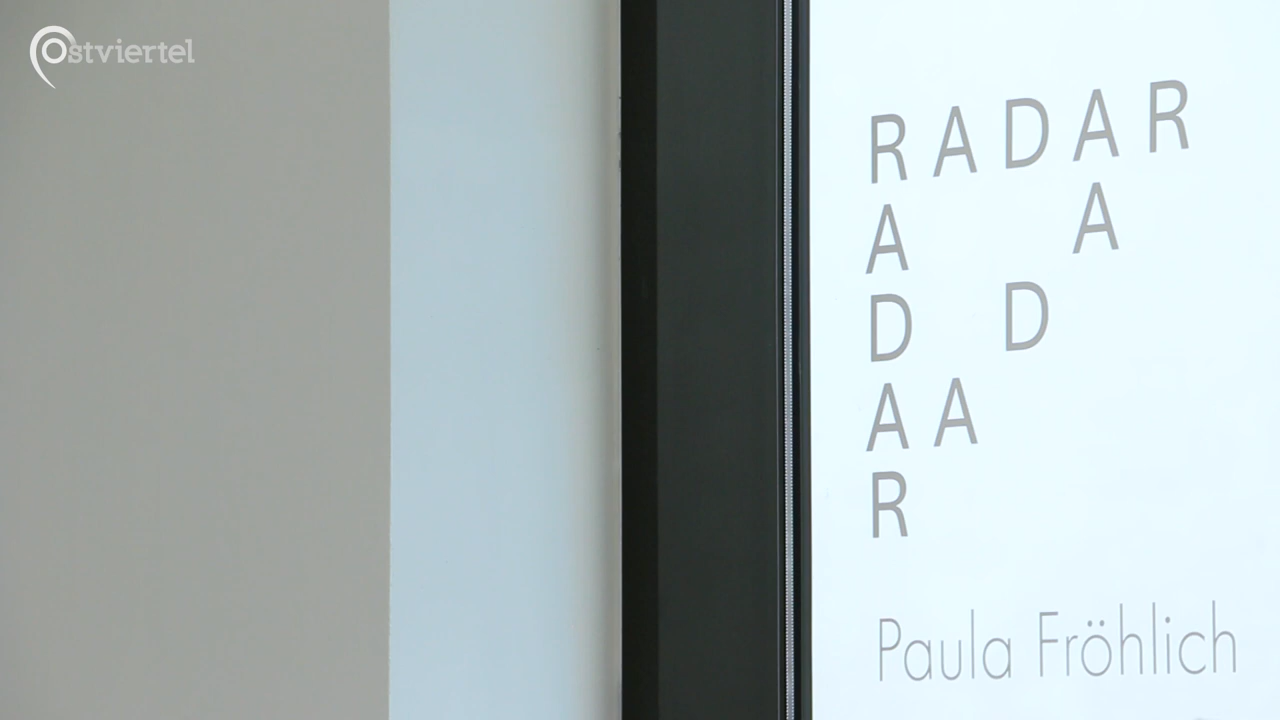 Ostviertel
RADAR
A A
D D
A A
R
Paula Fröhlich